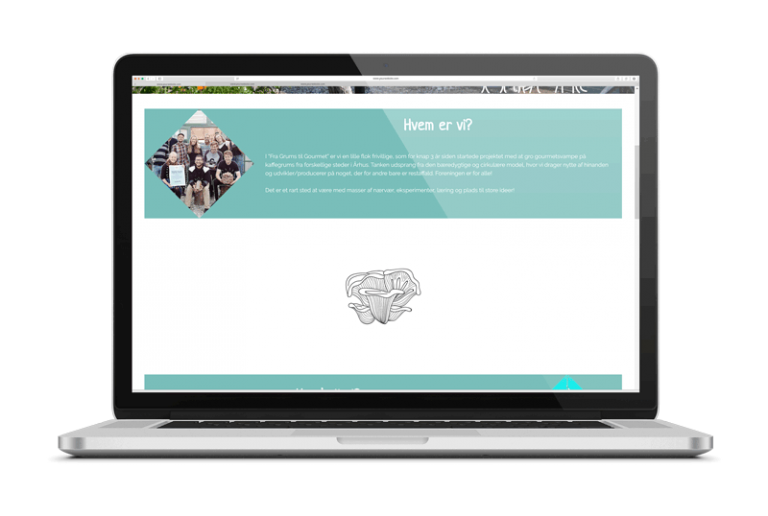 Hvem er vi?
I "Fra Grums til Gourmet" er vi en lille flok frivillige, som for knap 3 år siden startede projektet med at gro gourmetsvampe på
kaffegrums fra forskellige steder i Århus. Tanken udsprang fra den bæredygtige og cirkulære model, hvor vi drager nytte af hinanden
og udvikler/producerer på noget, der for andre bare er restaffald. Foreningen er for alle!
Det er et rart sted at være med masser af nærvær, eksperimenter, læring og plads til store ideer!